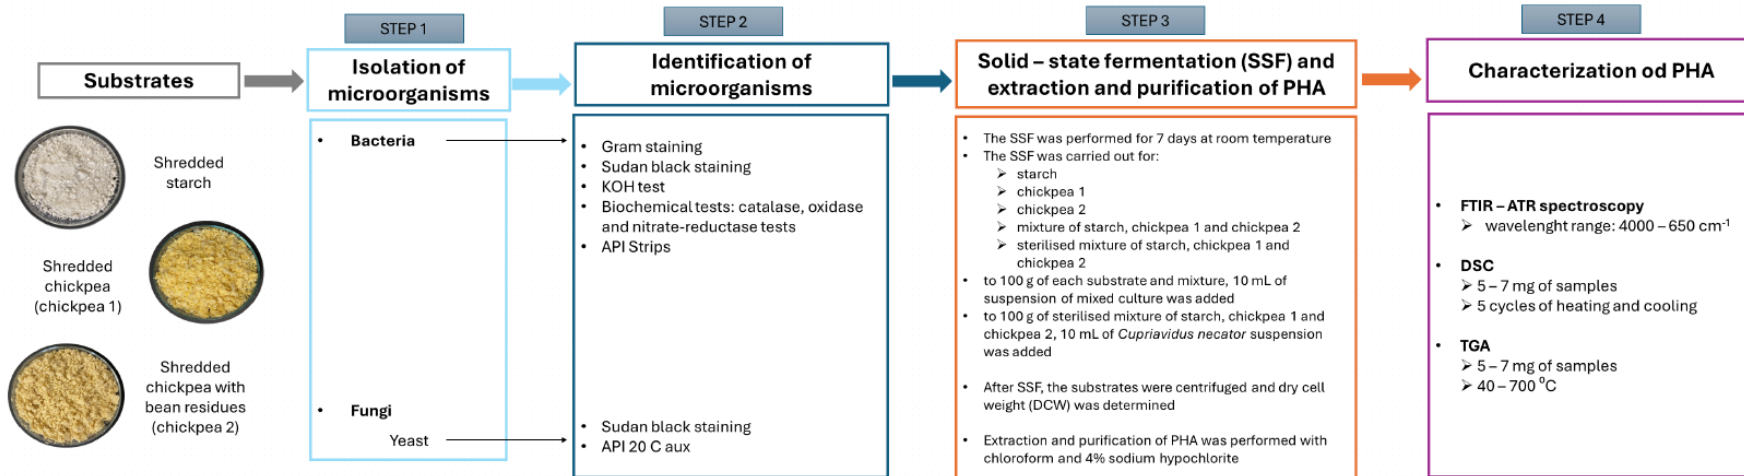 Substrates
Shredded
starch
Shredded
chickpea
(chickpea 1)
Shredded
chickpea with
bean residues
(chickpea 2)
STEP 1
Isolation of
microorganisms
• Bacteria
• Fungi
Yeast
STEP 2
Identification of
microorganisms
• Gram staining
• Sudan black staining
• KOH test
• Biochemical tests: catalase, oxidase
and nitrate-reductase tests
• API Strips
• Sudan black staining
• API 20 C aux
STEP 3
Solid – state fermentation (SSF) and
extraction and purification of PHA
• The SSF was performed for 7 days at room temperature
• The SSF was carried out for:
➢ starch
➢ chickpea 1
➢ chickpea 2
➢ mixture of starch, chickpea 1 and chickpea 2
➢ sterilised mixture of starch, chickpea 1 and
chickpea 2
• to 100 g of each substrate and mixture, 10 mL of
suspension of mixed culture was added
• to 100 g of sterilised mixture of starch, chickpea 1 and
chickpea 2, 10 mL of Cupriavidus necator suspension
was added
• After SSF, the substrates were centrifuged and dry cell
weight (DCW) was determined
• Extraction and purification of PHA was performed with
chloroform and 4% sodium hypochlorite
STEP 4
Characterization od PHA
• FTIR – ATR spectroscopy
➢ wavelenght range: 4000 – 650 cm⁻¹
• DSC
➢ 5 – 7 mg of samples
➢ 5 cycles of heating and cooling
• TGA
➢ 5 – 7 mg of samples
➢ 40 – 700 ⁰C